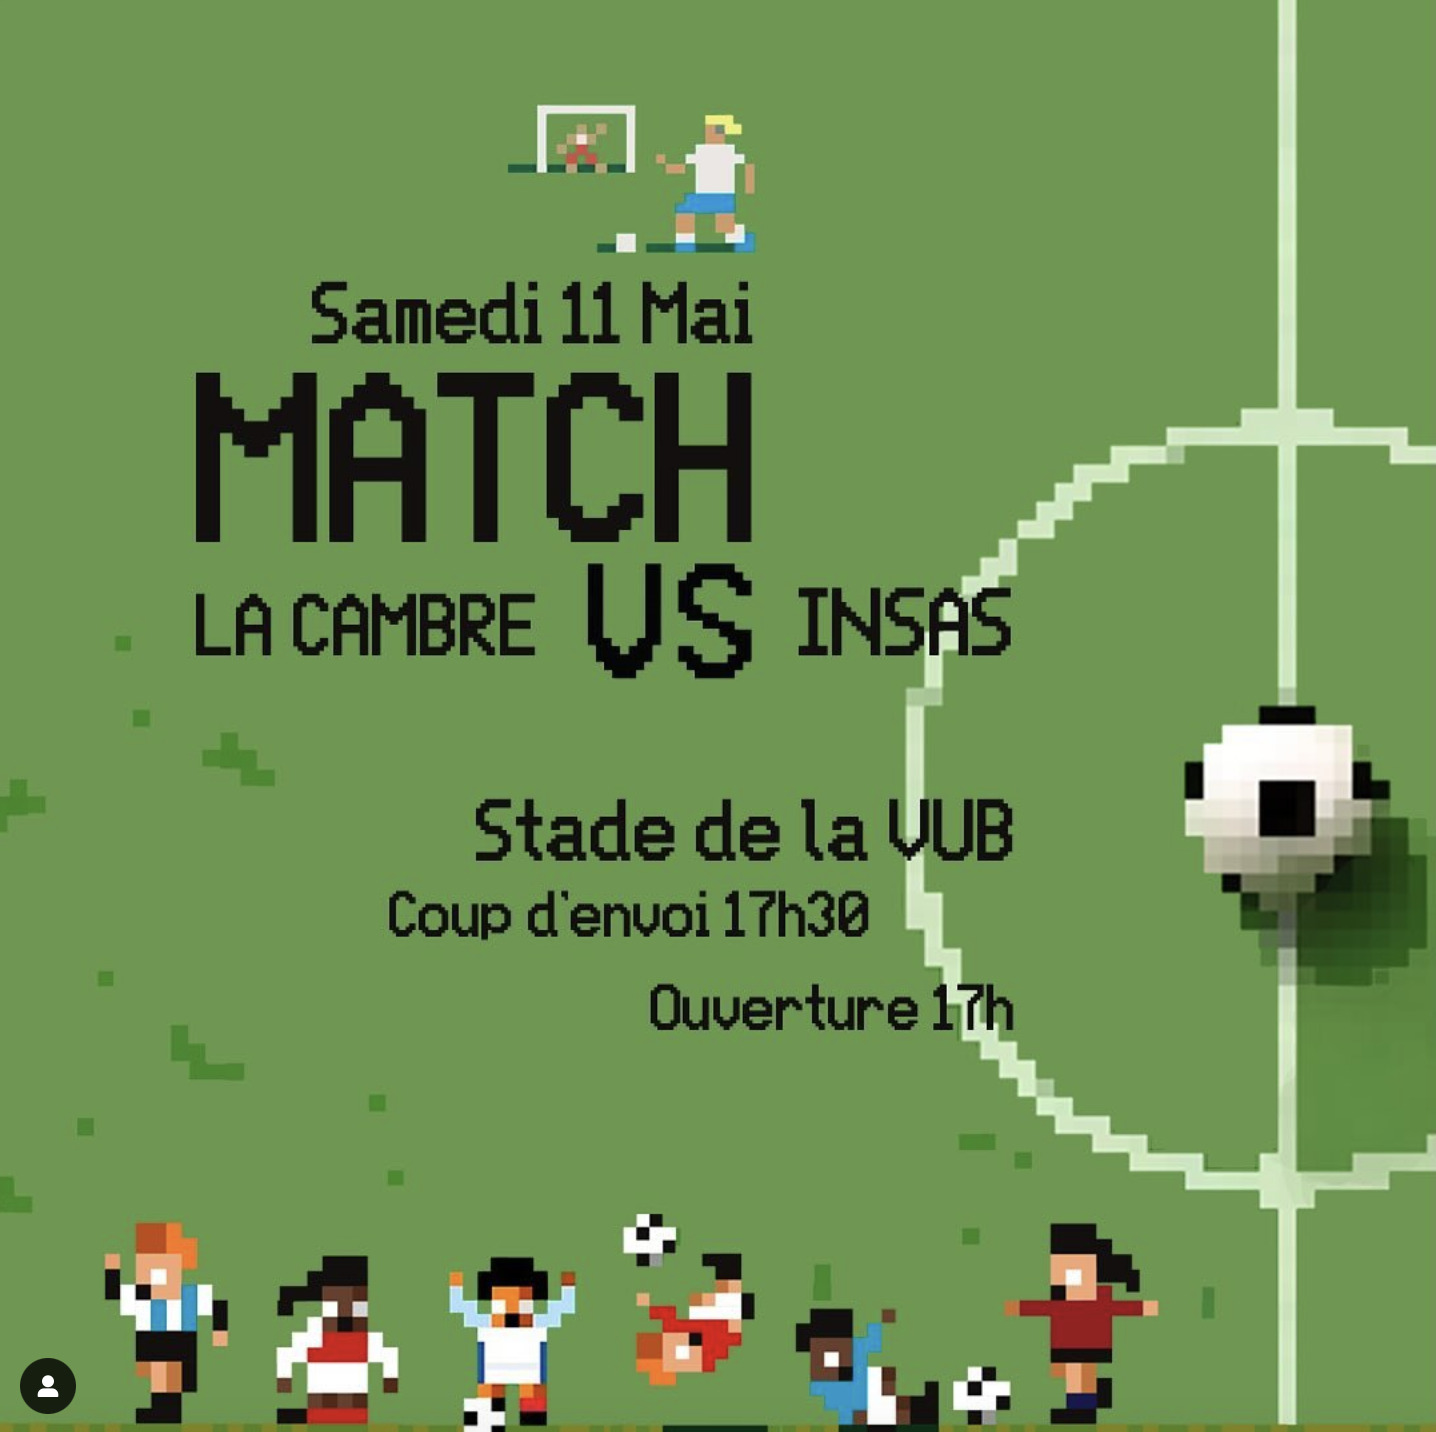 Samedi 11 Mai
MATCH
LA CAMBRE VS INSAS
Stade de la VUB
Coup d'envoi 17h30
Ouverture 17h